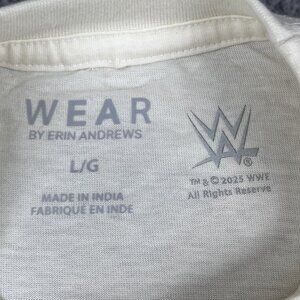 WEAR
BY ERIN ANDREWS
L/G
MADE IN INDIA
FABRIQUÉ EN INDE
W
®
™ & © 2025 WWE
All Rights Reserve